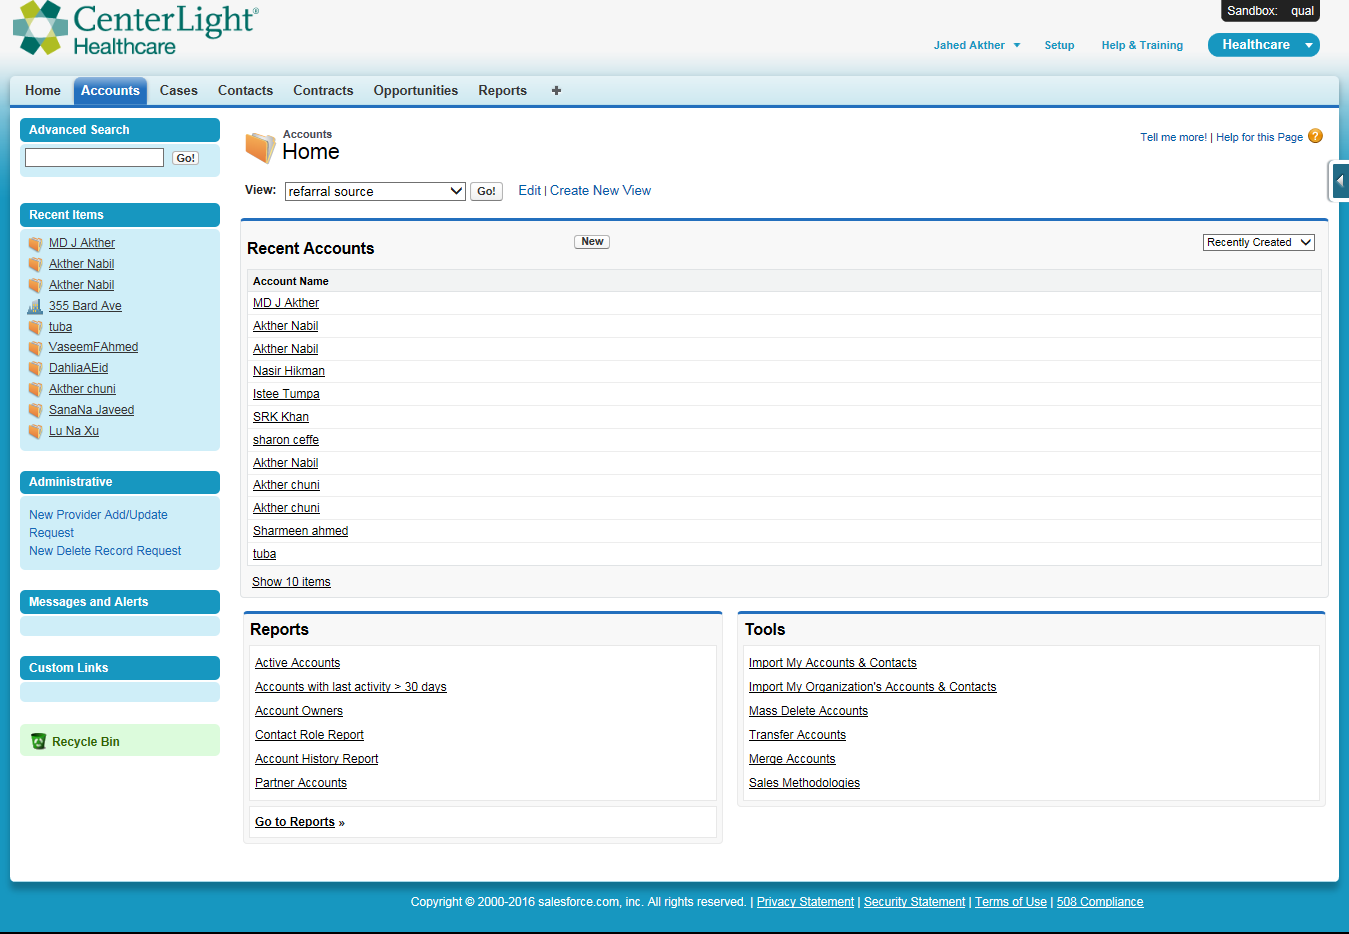 CenterLight®
Healthcare
Sandbox: qual
Jahed Akther
Setup
Help & Training
Healthcare
Home
Accounts
Cases
Contacts
Contracts
Opportunities
Reports
+
Advanced Search
Go!
Recent Items
MD J Akther
Akther Nabil
Akther Nabil
355 Bard Ave
tuba
VaseemFAhmed
DahliaAEid
Akther chuni
SanaNa Javeed
Lu Na Xu
Administrative
New Provider Add/Update
Request
New Delete Record Request
Messages and Alerts
Custom Links
Recycle Bin
Accounts
Home
Tell me more! | Help for this Page ?
View: refarral source Go! Edit | Create New View
Recent Accounts
New
Recently Created
Account Name
MD J Akther
Akther Nabil
Akther Nabil
Nasir Hikman
Istee Tumpa
SRK Khan
sharon ceffe
Akther Nabil
Akther chuni
Akther chuni
Sharmeen ahmed
tuba
Show 10 items
Reports
Active Accounts
Accounts with last activity > 30 days
Account Owners
Contact Role Report
Account History Report
Partner Accounts
Go to Reports »
Tools
Import My Accounts & Contacts
Import My Organization's Accounts & Contacts
Mass Delete Accounts
Transfer Accounts
Merge Accounts
Sales Methodologies
Copyright © 2000-2016 salesforce.com, inc. All rights reserved. | Privacy Statement | Security Statement | Terms of Use | 508 Compliance